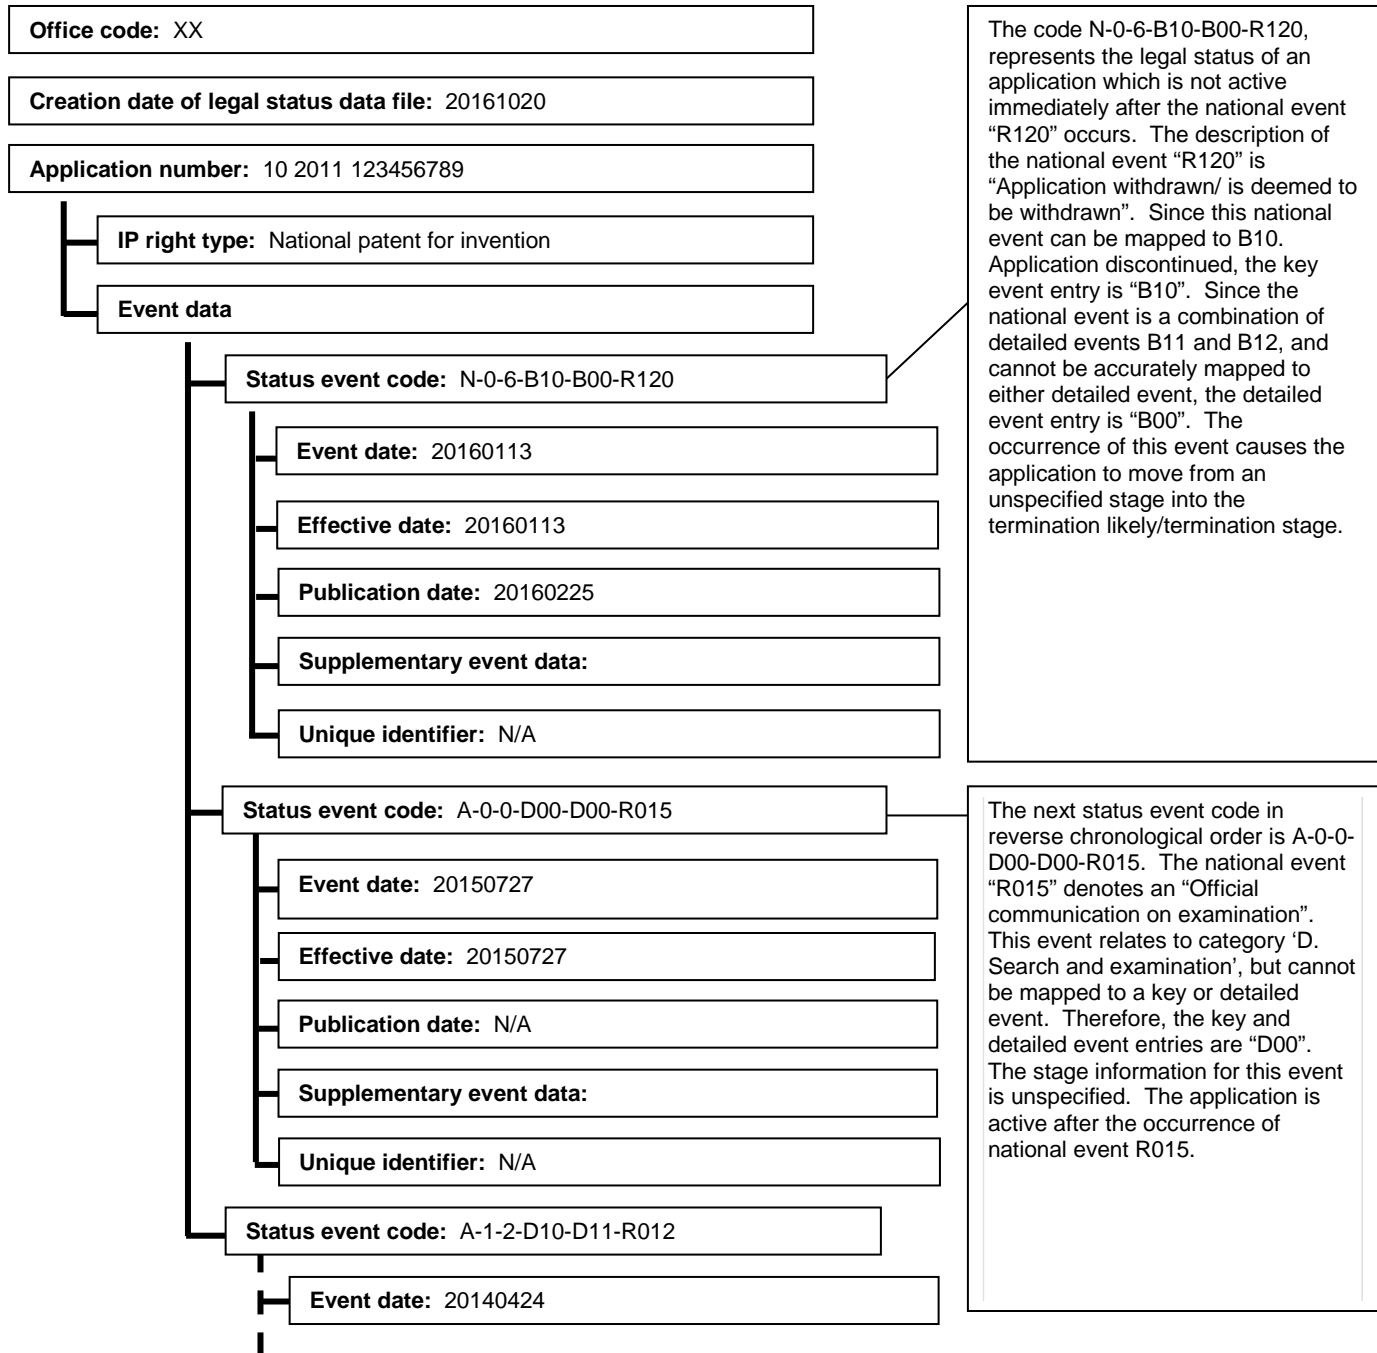 Office code: XX
Creation date of legal status data file: 20161020
Application number: 10 2011 123456789
IP right type: National patent for invention
Event data
Status event code: N-0-6-B10-B00-R120
Event date: 20160113
Effective date: 20160113
Publication date: 20160225
Supplementary event data:
Unique identifier: N/A
The code N-0-6-B10-B00-R120,
represents the legal status of an
application which is not active
immediately after the national event
“R120” occurs. The description of
the national event “R120” is
“Application withdrawn/ is deemed to
be withdrawn”. Since this national
event can be mapped to B10.
Application discontinued, the key
event entry is “B10”. Since the
national event is a combination of
detailed events B11 and B12, and
cannot be accurately mapped to
either detailed event, the detailed
event entry is “B00”. The
occurrence of this event causes the
application to move from an
unspecified stage into the
termination likely/termination stage.
Status event code: A-0-0-D00-D00-R015
Event date: 20150727
Effective date: 20150727
Publication date: N/A
Supplementary event data:
Unique identifier: N/A
The next status event code in
reverse chronological order is A-0-0-
D00-D00-R015. The national event
“R015” denotes an “Official
communication on examination”.
This event relates to category ‘D.
Search and examination’, but cannot
be mapped to a key or detailed
event. Therefore, the key and
detailed event entries are “D00”.
The stage information for this event
is unspecified. The application is
active after the occurrence of
national event R015.
Status event code: A-1-2-D10-D11-R012
Event date: 20140424